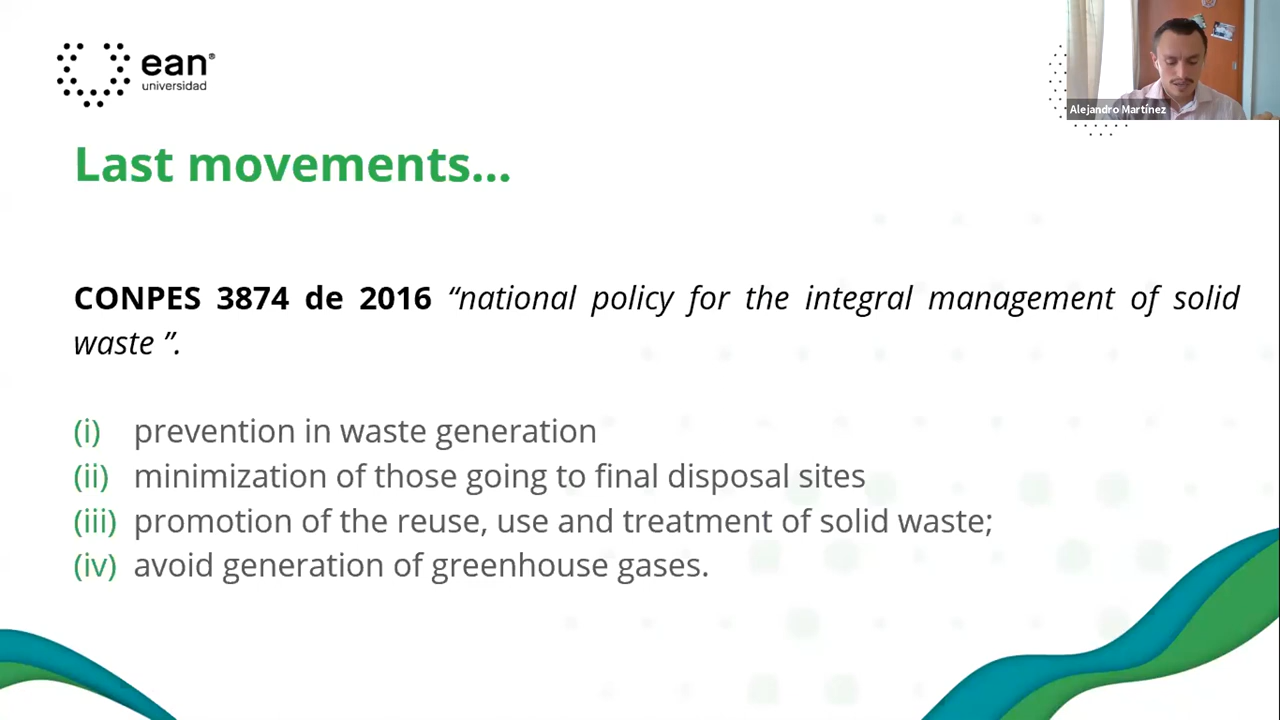 ean®
universidad
Alejandro Martínez
Last movements...
CONPES 3874 de 2016 “national policy for the integral management of solid
waste ”.
(i) prevention in waste generation
(ii) minimization of those going to final disposal sites
(iii) promotion of the reuse, use and treatment of solid waste;
(iv) avoid generation of greenhouse gases.